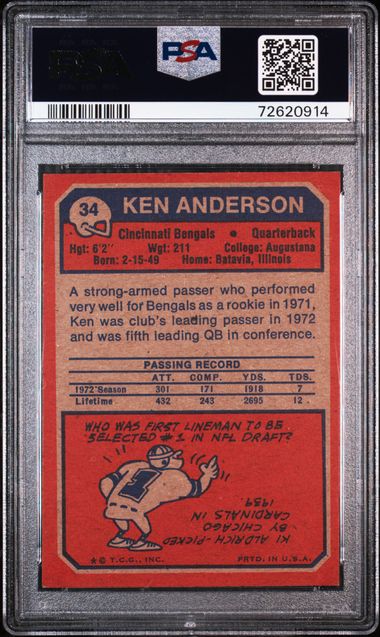 PSA
PSA
72620914
34
KEN ANDERSON
Cincinnati Bengals • Quarterback
Hgt: 6'2" Wgt: 211 College: Augustana
Born: 2-15-49 Home: Batavia, Illinois
A strong-armed passer who performed
very well for Bengals as a rookie in 1971,
Ken was club's leading passer in 1972
and was fifth leading QB in conference.
PASSING RECORD
ATT. COMP. YDS. TDS.
1972 Season 301 171 1918 7
Lifetime 432 243 2695 12
WHO WAS FIRST LINEMAN TO BE
SELECTED #1 IN NFL DRAFT?
1
KI ALDRICH-PICKED
BY CHICAGO
CARDINALS IN
1939.
* © T.C.G., INC. PRTD. IN U.S.A.